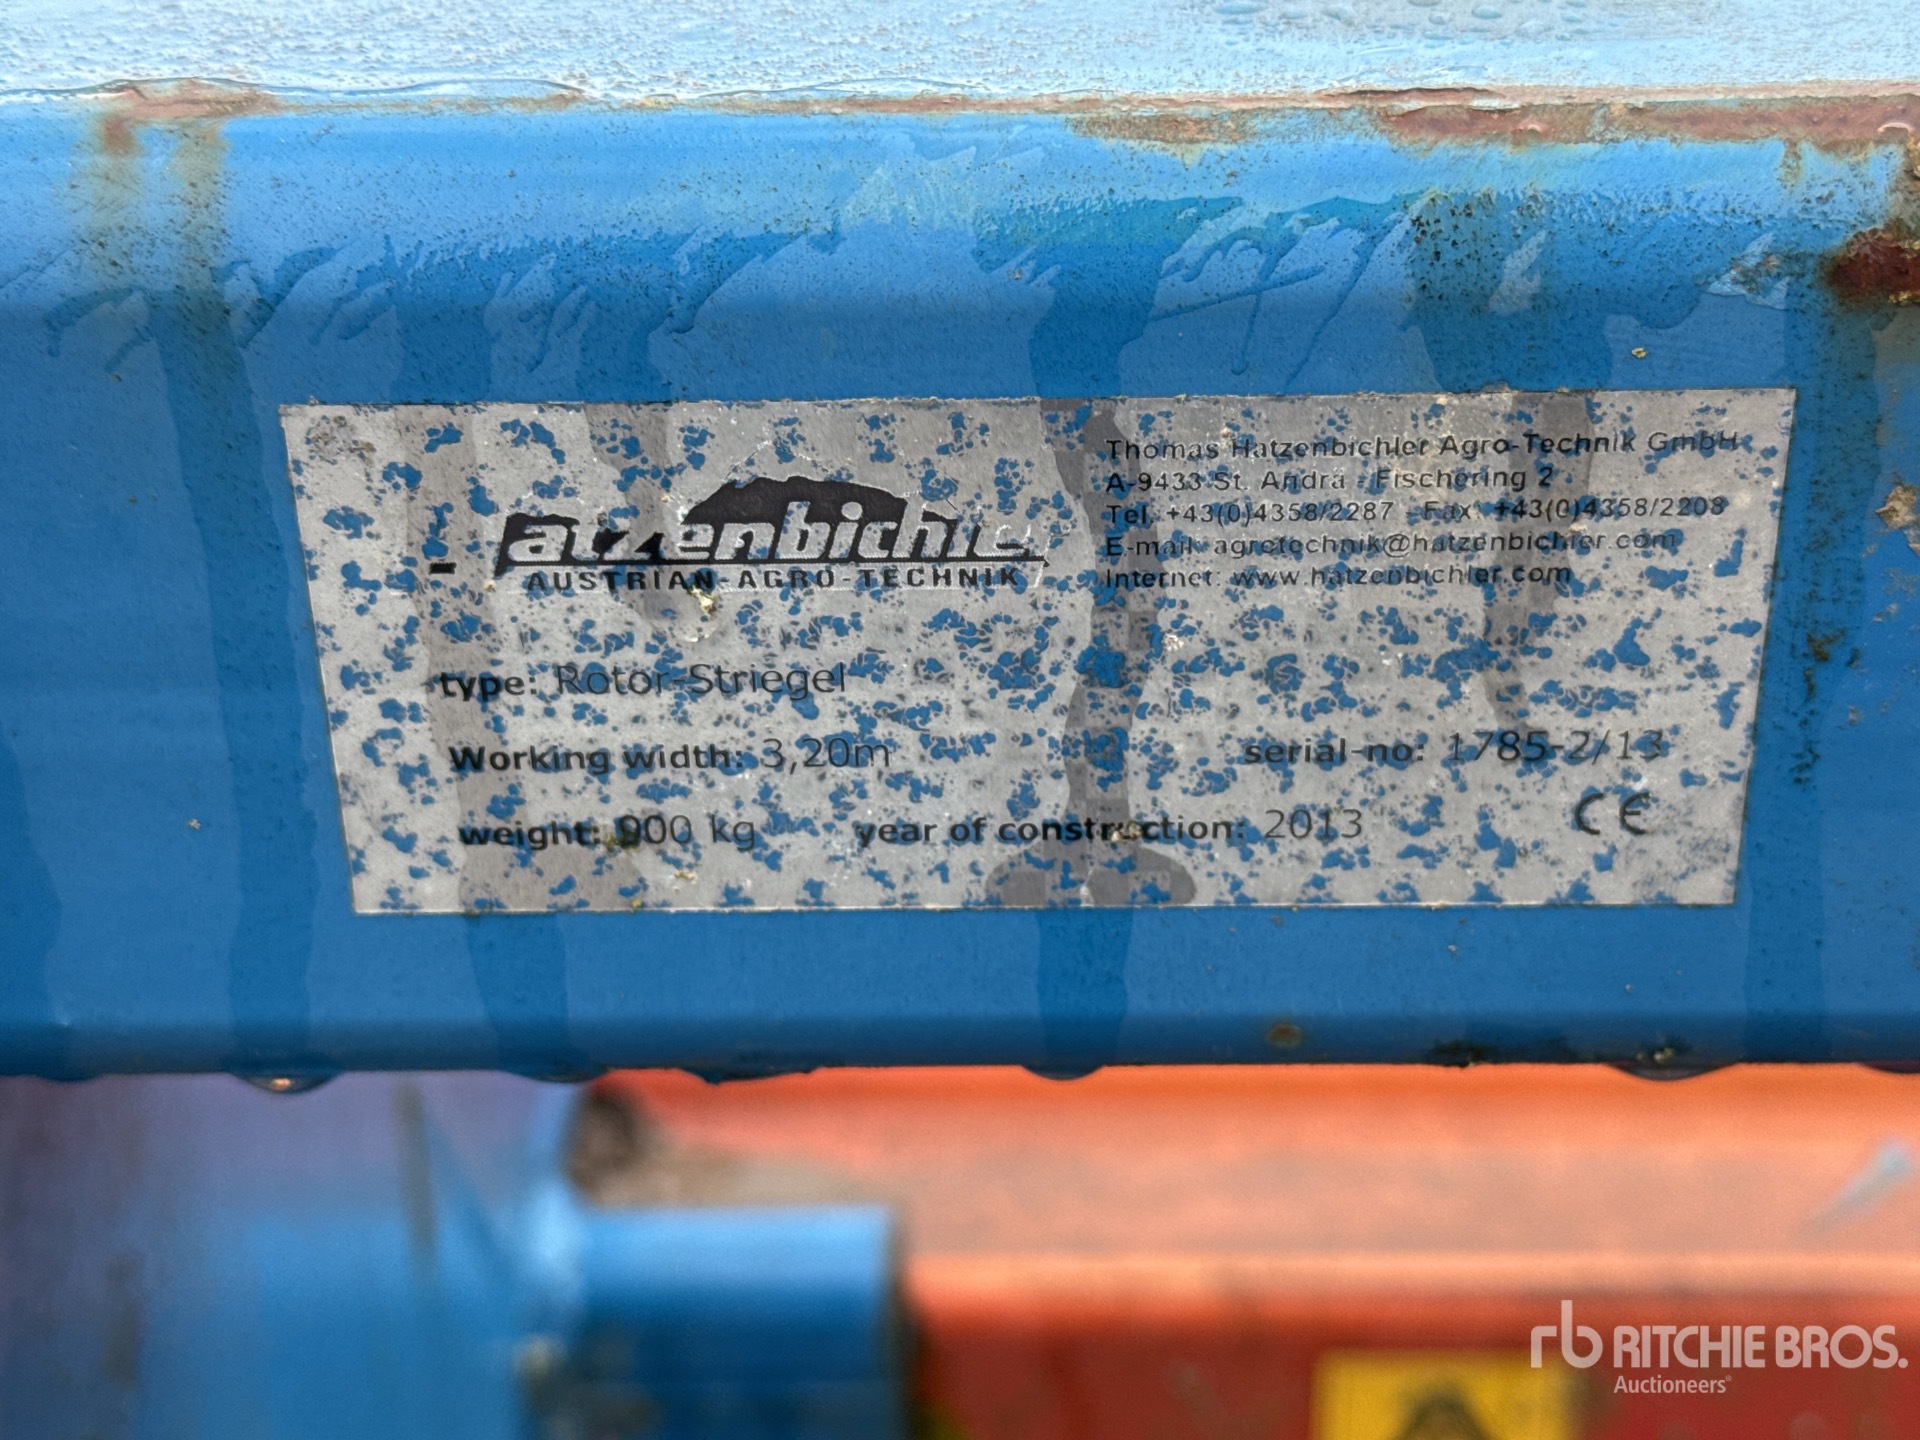 atzenbichler
AUSTRIAN-AGRO-TECHNIK
Thomas Hatzenbichler Agro-Technik GmbH
A-9433 St. Andrä - Fischering 2
Tel. +43(0)4358/2287 - Fax: +43(0)4358/2208
E-mail: agrotechnik@hatzenbichler.com
Internet: www.hatzenbichler.com
type: Rotor-Striegel
Working width: 3,20m
serial-no: 1785-2/13
weight: 900 kg
year of construction: 2013
CE
rb RITCHIE BROS.
Auctioneers